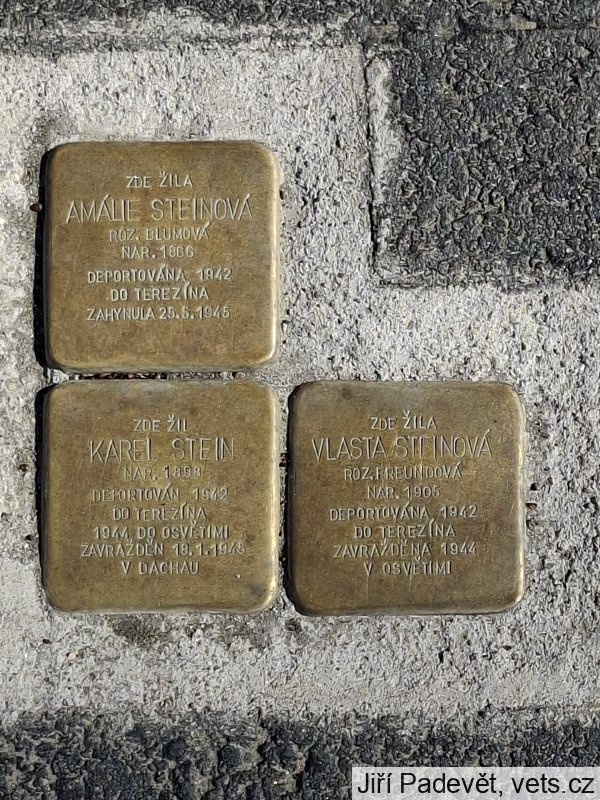 ZDE ŽILA
AMÁLIE STEINOVÁ
ROZ. BLUMOVÁ
NAR. 1866
DEPORTOVÁNA 1942
DO TEREZÍNA
ZAHYNULA 25.5.1945
ZDE ŽIL
KAREL STEIN
NAR. 1898
DEPORTOVÁN 1942
DO TEREZÍNA
1944 DO OSVĚTIMI
ZAVRAŽDĚN 18.1.1945
V DACHAU
ZDE ŽILA
VLASTA STEINOVÁ
ROZ. FREUNDOVÁ
NAR. 1905
DEPORTOVÁNA 1942
DO TEREZÍNA
ZAVRAŽDĚNA 1944
V OSVĚTIMI
Jiří Padevět, vets.cz